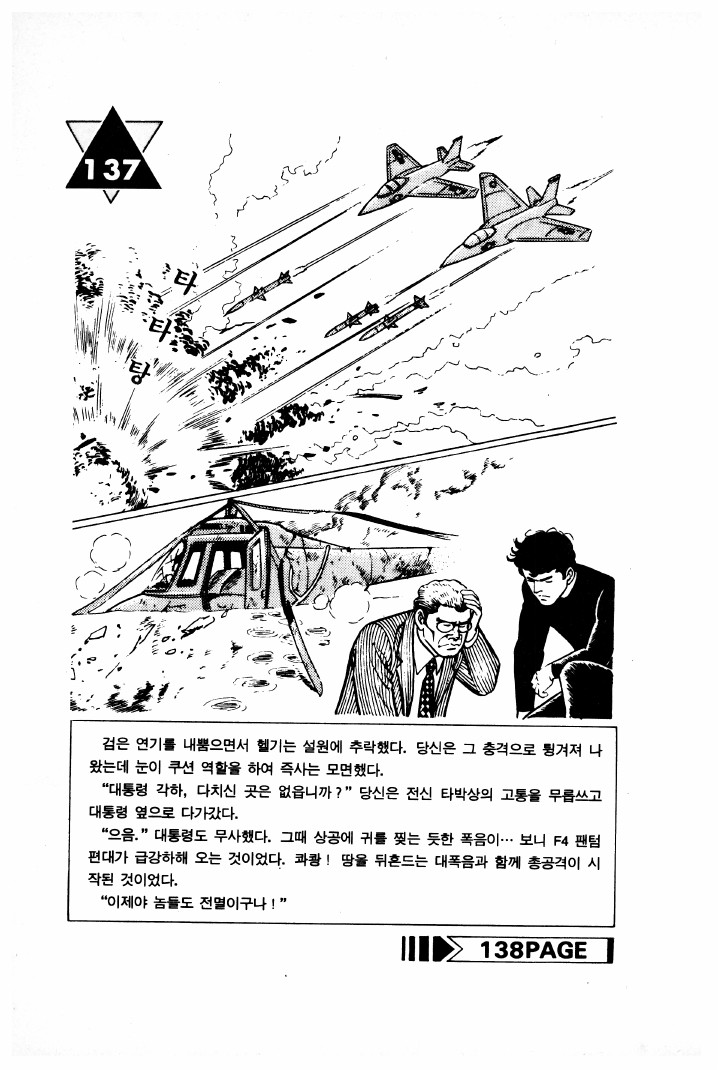 137
타
타
탕
검은 연기를 내뿜으면서 헬기는 설원에 추락했다. 당신은 그 충격으로 튕겨져 나
왔는데 눈이 쿠션 역할을 하여 즉사는 모면했다.
“대통령 각하, 다치신 곳은 없읍니까?” 당신은 전신 타박상의 고통을 무릅쓰고
대통령 옆으로 다가갔다.
“으음.” 대통령도 무사했다. 그때 상공에 귀를 찢는 듯한 폭음이… 보니 F4 팬텀
편대가 급강하해 오는 것이었다. 콰쾅! 땅을 뒤흔드는 대폭음과 함께 총공격이 시
작된 것이었다.
“이제야 놈들도 전멸이구나!”
138PAGE